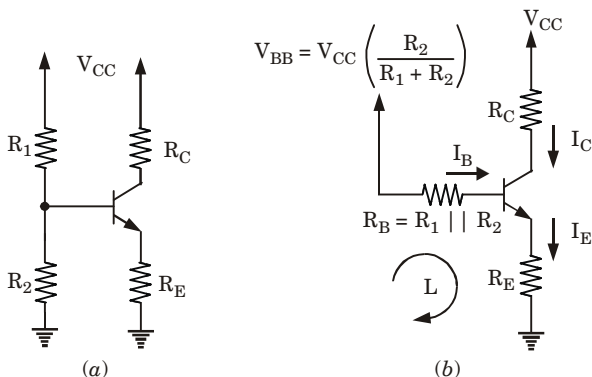 V_CC
R_1
R_C
R_2
R_E
(a)
V_BB = V_CC ( R_2 / R_1 + R_2 )
V_CC
R_C
I_C
I_B
R_B = R_1 || R_2
I_E
R_E
L
(b)